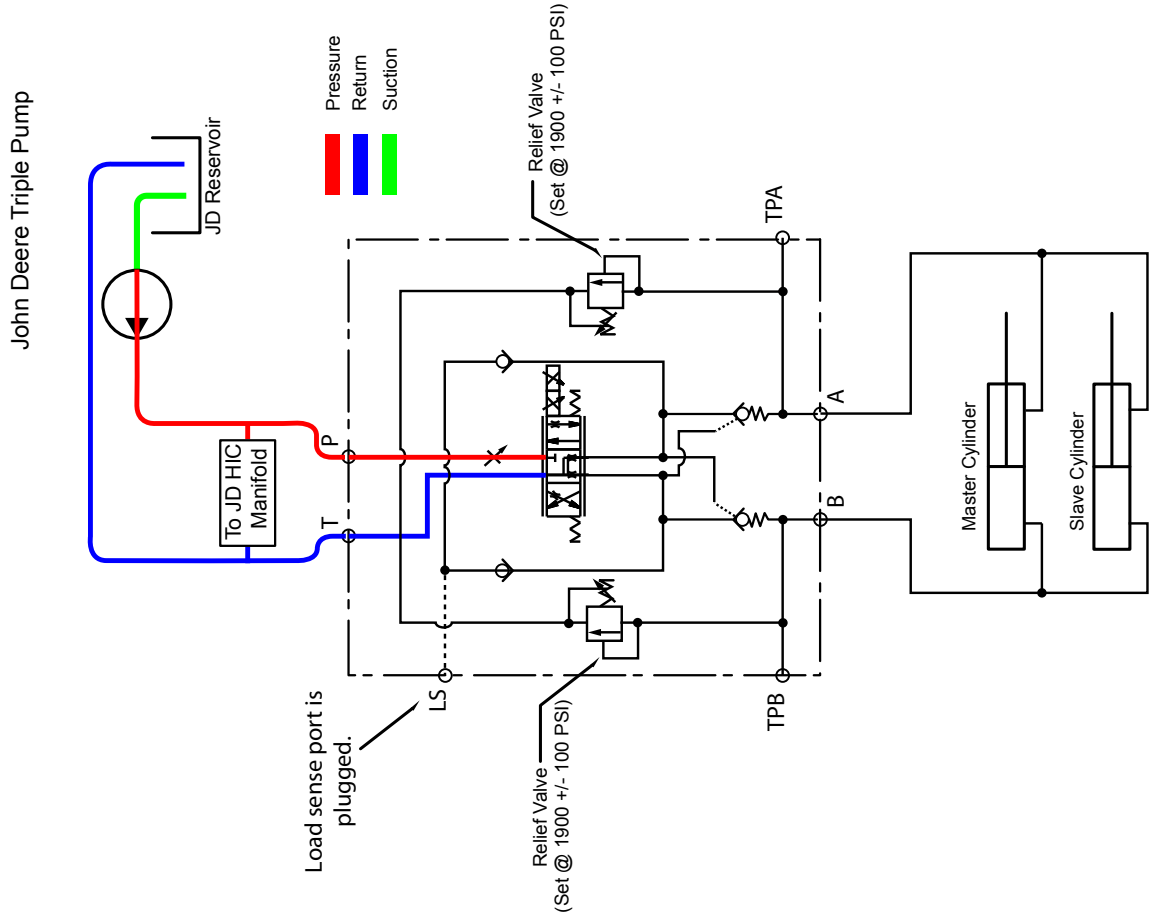 John Deere Triple Pump
JD Reservoir
Pressure
Return
Suction
To JD HIC
Manifold
P
T
Relief Valve
(Set @ 1900 +/- 100 PSI)
Load sense port is
plugged.
LS
Relief Valve
(Set @ 1900 +/- 100 PSI)
TPA
TPB
A
B
Master Cylinder
Slave Cylinder